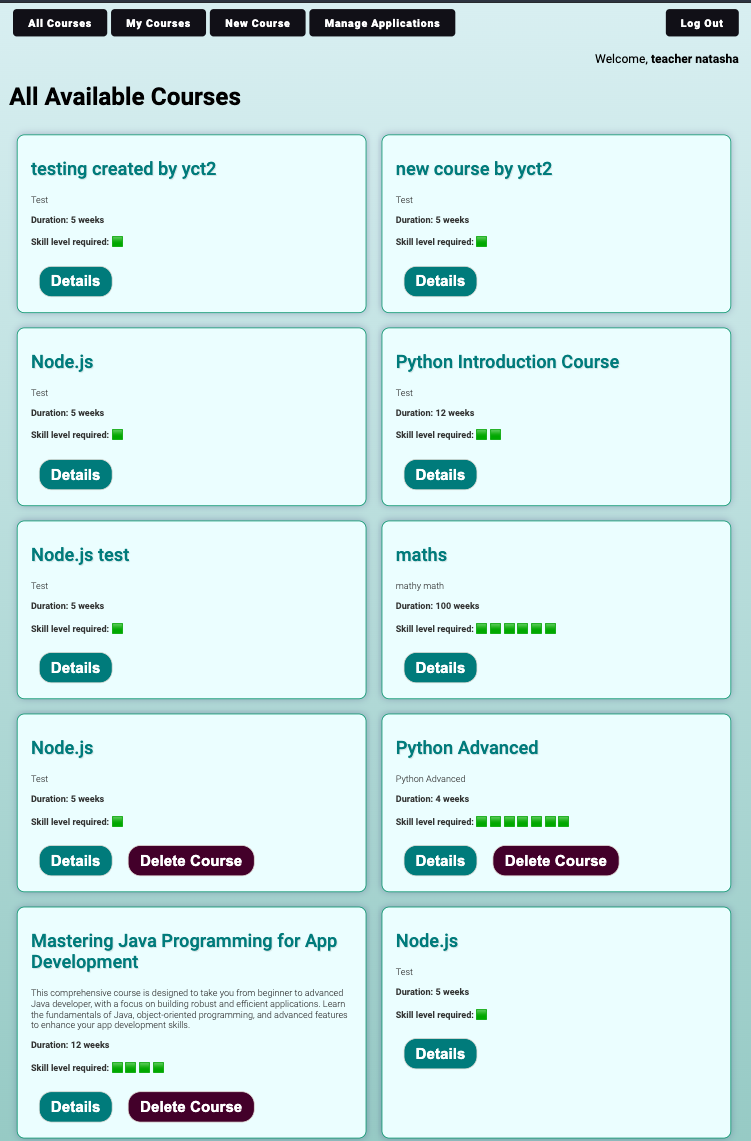 All Courses My Courses New Course Manage Applications Log Out
Welcome, teacher natasha
All Available Courses
testing created by yct2
Test
Duration: 5 weeks
Skill level required: 🟩
Details
new course by yct2
Test
Duration: 5 weeks
Skill level required: 🟩
Details
Node.js
Test
Duration: 5 weeks
Skill level required: 🟩
Details
Python Introduction Course
Test
Duration: 12 weeks
Skill level required: 🟩 🟩
Details
Node.js test
Test
Duration: 5 weeks
Skill level required: 🟩
Details
maths
mathy math
Duration: 100 weeks
Skill level required: 🟩 🟩 🟩 🟩 🟩 🟩
Details
Node.js
Test
Duration: 5 weeks
Skill level required: 🟩
Details Delete Course
Python Advanced
Python Advanced
Duration: 4 weeks
Skill level required: 🟩 🟩 🟩 🟩 🟩 🟩 🟩
Details Delete Course
Mastering Java Programming for App
Development
This comprehensive course is designed to take you from beginner to advanced
Java developer, with a focus on building robust and efficient applications. Learn
the fundamentals of Java, object-oriented programming, and advanced features
to enhance your app development skills.
Duration: 12 weeks
Skill level required: 🟩 🟩 🟩 🟩
Details Delete Course
Node.js
Test
Duration: 5 weeks
Skill level required: 🟩
Details